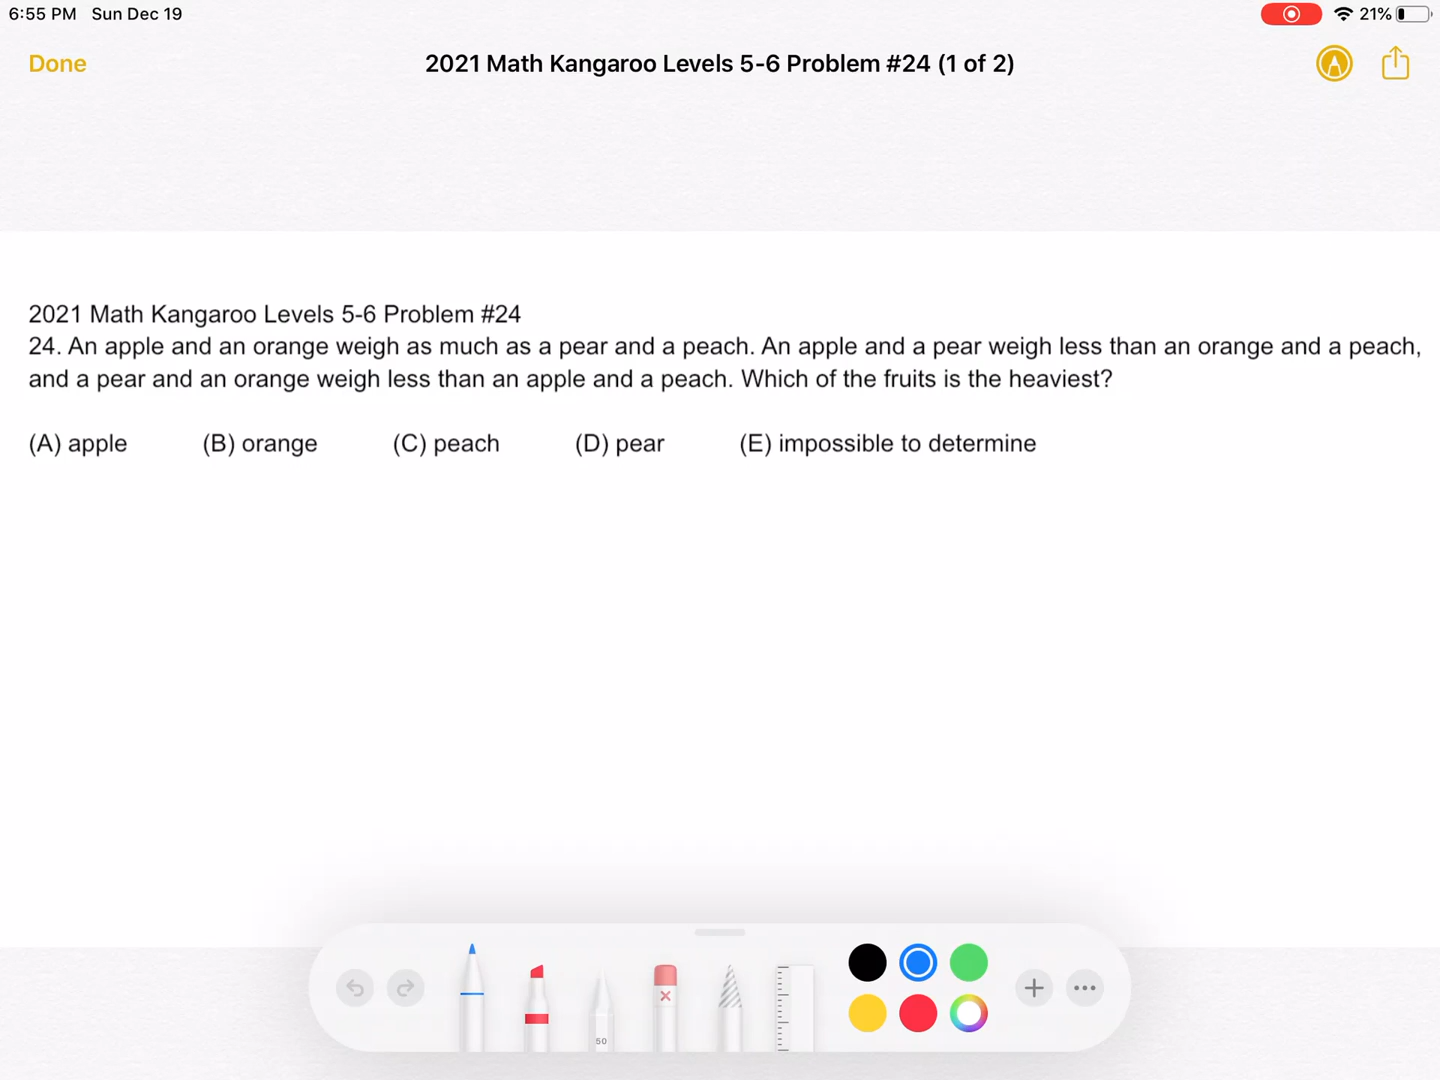 6:55 PM Sun Dec 19
21%
Done
2021 Math Kangaroo Levels 5-6 Problem #24 (1 of 2)
2021 Math Kangaroo Levels 5-6 Problem #24
24. An apple and an orange weigh as much as a pear and a peach. An apple and a pear weigh less than an orange and a peach,
and a pear and an orange weigh less than an apple and a peach. Which of the fruits is the heaviest?
(A) apple (B) orange (C) peach (D) pear (E) impossible to determine
50